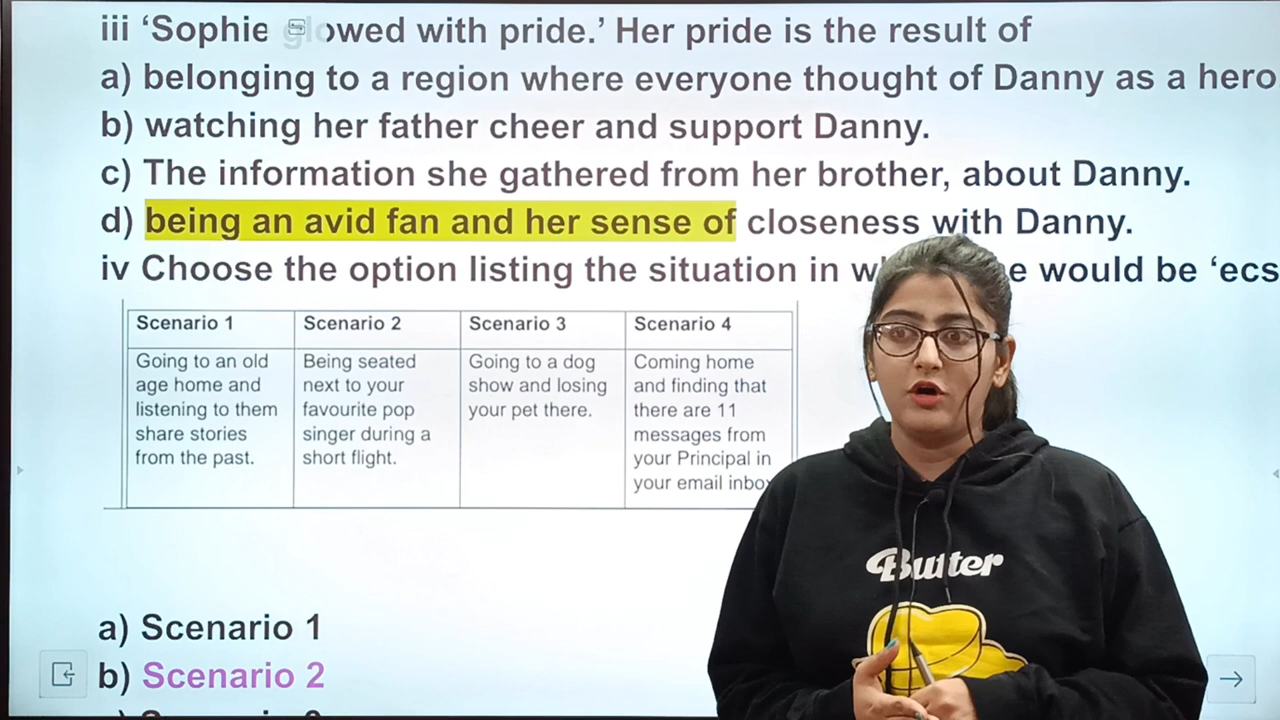 iii ‘Sophie glowed with pride.’ Her pride is the result of
a) belonging to a region where everyone thought of Danny as a hero
b) watching her father cheer and support Danny.
c) The information she gathered from her brother, about Danny.
d) being an avid fan and her sense of closeness with Danny.
iv Choose the option listing the situation in would be ‘ecs
Scenario 1
Going to an old
age home and
listening to them
share stories
from the past.
Scenario 2
Being seated
next to your
favourite pop
singer during a
short flight.
Scenario 3
Going to a dog
show and losing
your pet there.
Scenario 4
Coming home
and finding that
there are 11
messages from
your Principal in
your email inbox
a) Scenario 1
b) Scenario 2
Butter